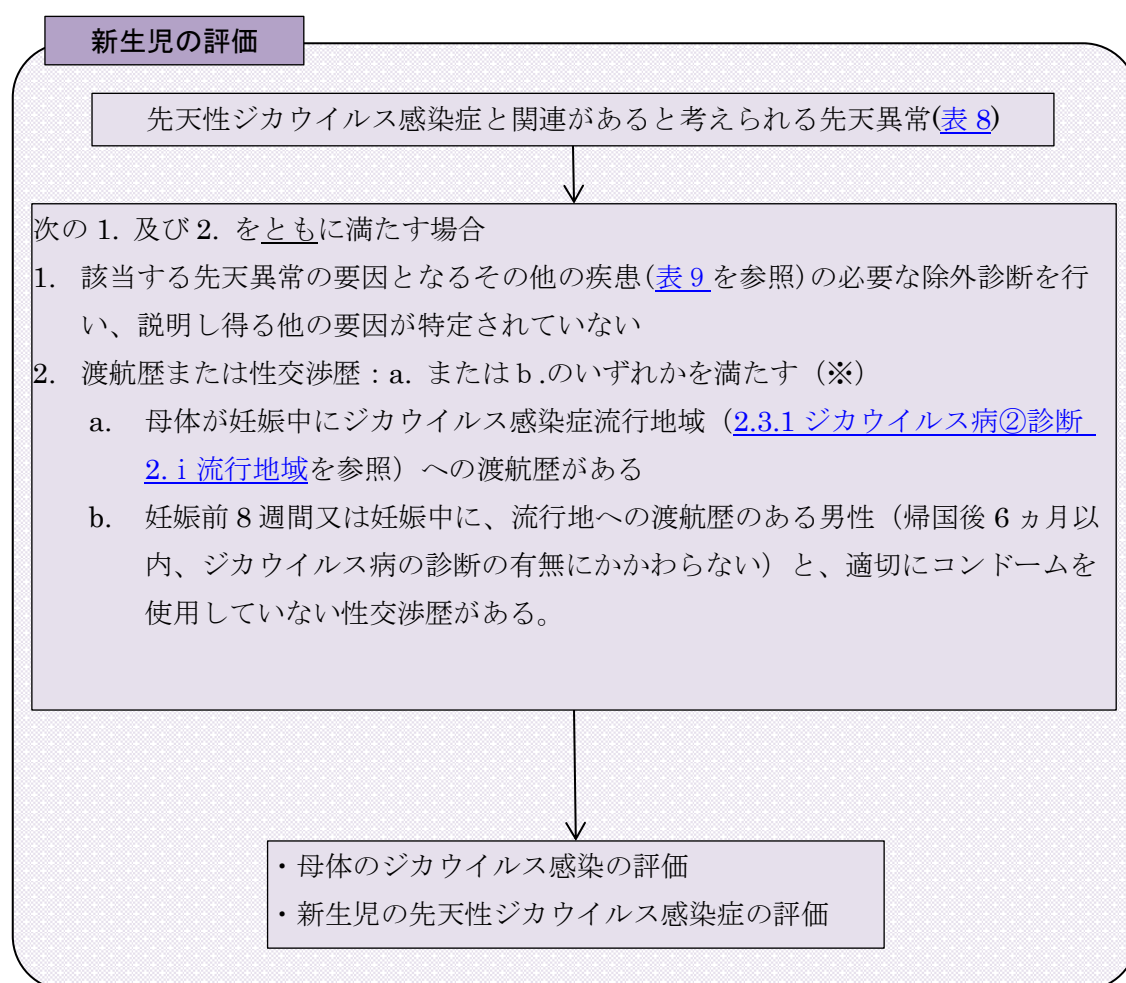 新生児の評価
先天性ジカウイルス感染症と関連があると考えられる先天異常(表 8)
次の 1. 及び 2. をともに満たす場合
1. 該当する先天異常の要因となるその他の疾患(表 9 を参照)の必要な除外診断を行
い、説明し得る他の要因が特定されていない
2. 渡航歴または性交渉歴：a. またはｂ.のいずれかを満たす（※）
a. 母体が妊娠中にジカウイルス感染症流行地域（2.3.1 ジカウイルス病②診断
2.ⅰ流行地域を参照）への渡航歴がある
b. 妊娠前 8 週間又は妊娠中に、流行地への渡航歴のある男性（帰国後 6 ヵ月以
内、ジカウイルス病の診断の有無にかかわらない）と、適切にコンドームを
使用していない性交渉歴がある。
・母体のジカウイルス感染の評価
・新生児の先天性ジカウイルス感染症の評価